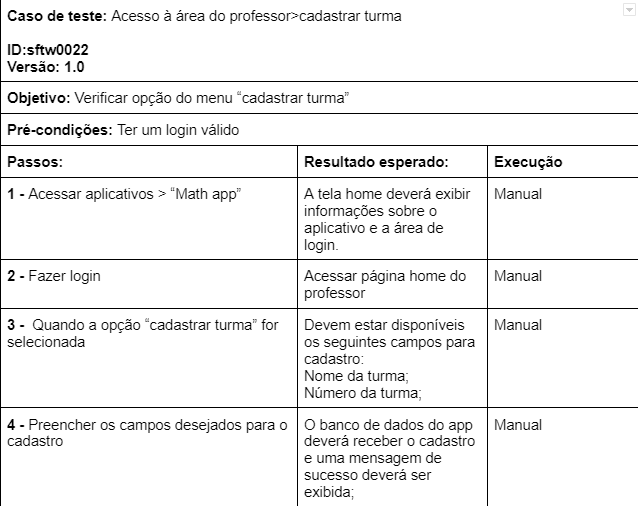 Caso de teste: Acesso à área do professor>cadastrar turma
ID:sftw0022
Versão: 1.0
Objetivo: Verificar opção do menu “cadastrar turma”
Pré-condições: Ter um login válido
Passos: Resultado esperado: Execução
1 - Acessar aplicativos > “Math app”
A tela home deverá exibir
informações sobre o
aplicativo e a área de
login.
Manual
2 - Fazer login
Acessar página home do
professor
Manual
3 -  Quando a opção “cadastrar turma” for
selecionada
Devem estar disponíveis
os seguintes campos para
cadastro:
Nome da turma;
Número da turma;
Manual
4 - Preencher os campos desejados para o
cadastro
O banco de dados do app
deverá receber o cadastro
e uma mensagem de
sucesso deverá ser
exibida;
Manual